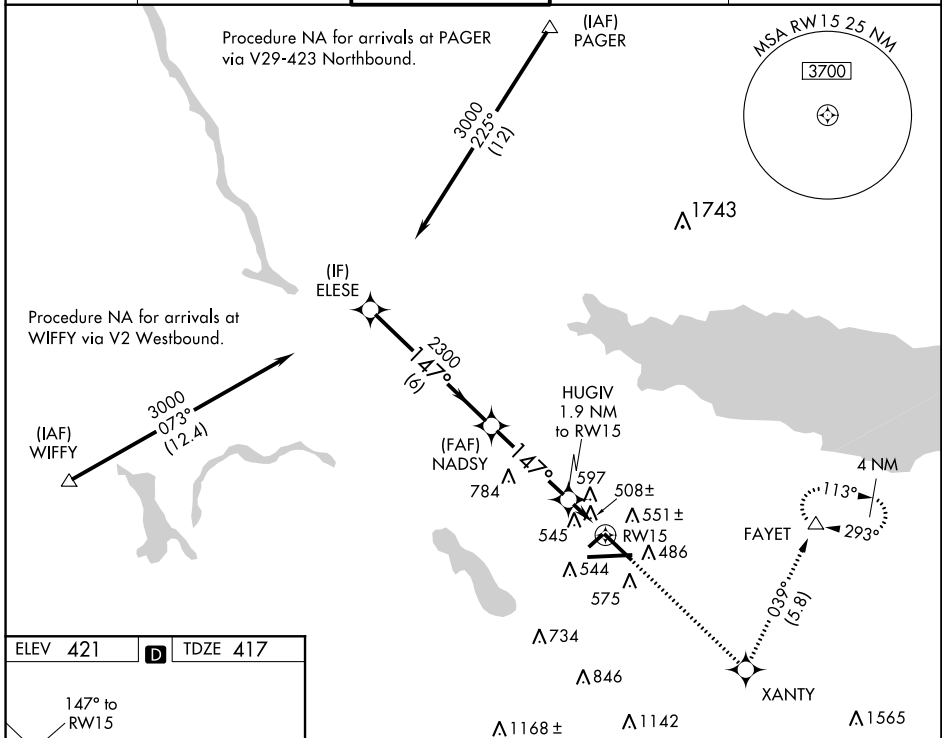 Procedure NA for arrivals at PAGER
via V29-423 Northbound.
(IAF)
PAGER
MSA RW15 25 NM
3700
3000
225°
(12)
1743
(IF)
ELESE
Procedure NA for arrivals at
WIFFY via V2 Westbound.
2300
147°
(6)
3000
073°
(12.4)
(IAF)
WIFFY
HUGIV
1.9 NM
to RW15
(FAF)
NADSY
147°
784
597
508±
4 NM
113°
545
551±
RW15
FAYET
293°
486
544
575
039°
(5.8)
734
846
XANTY
1168±
1142
1565
ELEV 421
D
TDZE 417
147° to
RW15